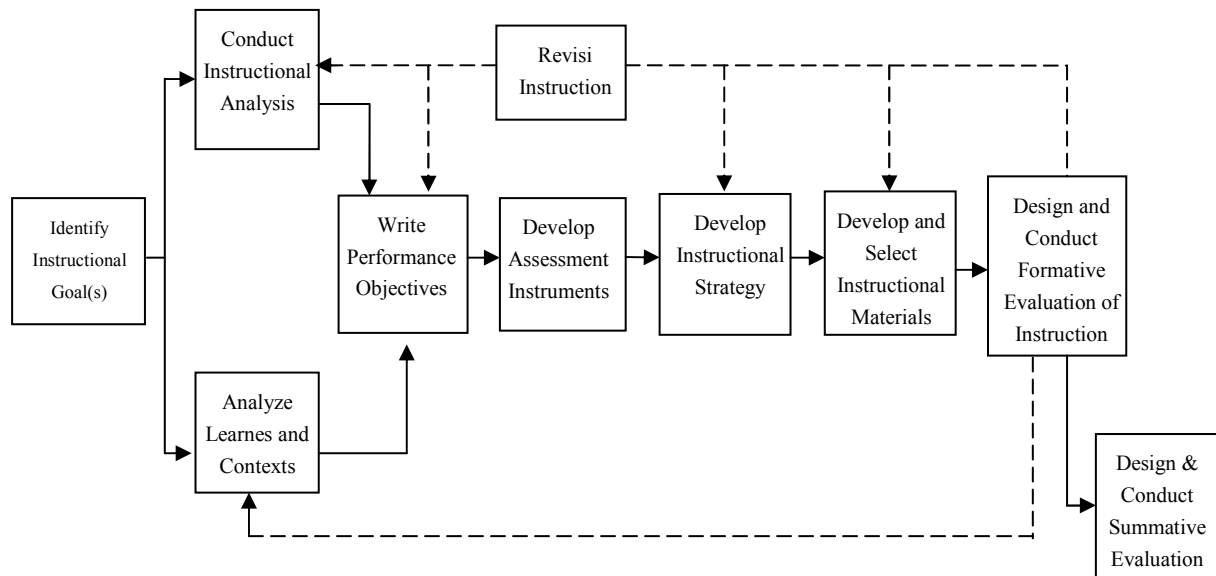 Conduct
Instructional
Analysis
Revisi
Instruction
Identify
Instructional
Goal(s)
Write
Performance
Objectives
Develop
Assessment
Instruments
Develop
Instructional
Strategy
Develop and
Select
Instructional
Materials
Design and
Conduct
Formative
Evaluation of
Instruction
Analyze
Learnes and
Contexts
Design &
Conduct
Summative
Evaluation